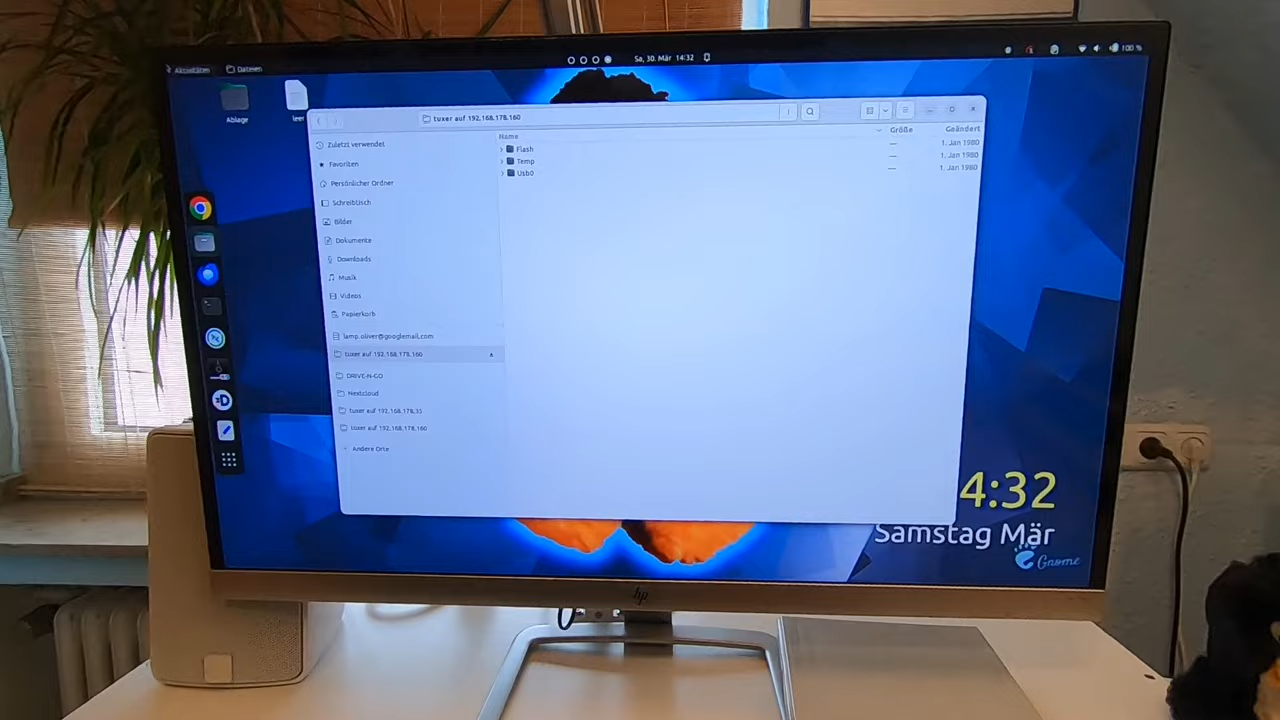 Aktivitäten
Dateien
Sa, 30. Mär 14:32
100 %
Ablage
leer
tuxer auf 192.168.178.160
Name
Größe
Geändert
Flash
—
1. Jan 1980
Temp
—
1. Jan 1980
Usb0
—
1. Jan 1980
Zuletzt verwendet
Favoriten
Persönlicher Ordner
Schreibtisch
Bilder
Dokumente
Downloads
Musik
Videos
Papierkorb
lamp.oliver@googlemail.com
tuxer auf 192.168.178.160
DRIVE-N-GO
Nextcloud
tuxer auf 192.168.178.35
tuxer auf 192.168.178.160
Andere Orte
4:32
Samstag Mär
Gnome
hp